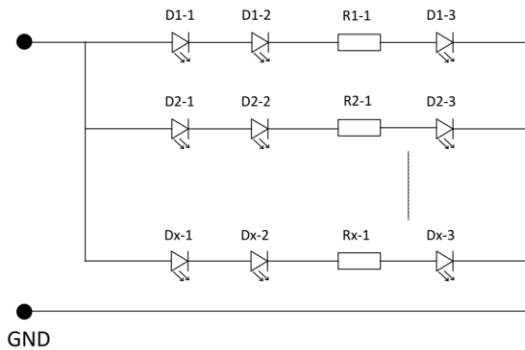 D1-1 D1-2 R1-1 D1-3
D2-1 D2-2 R2-1 D2-3
Dx-1 Dx-2 Rx-1 Dx-3
GND